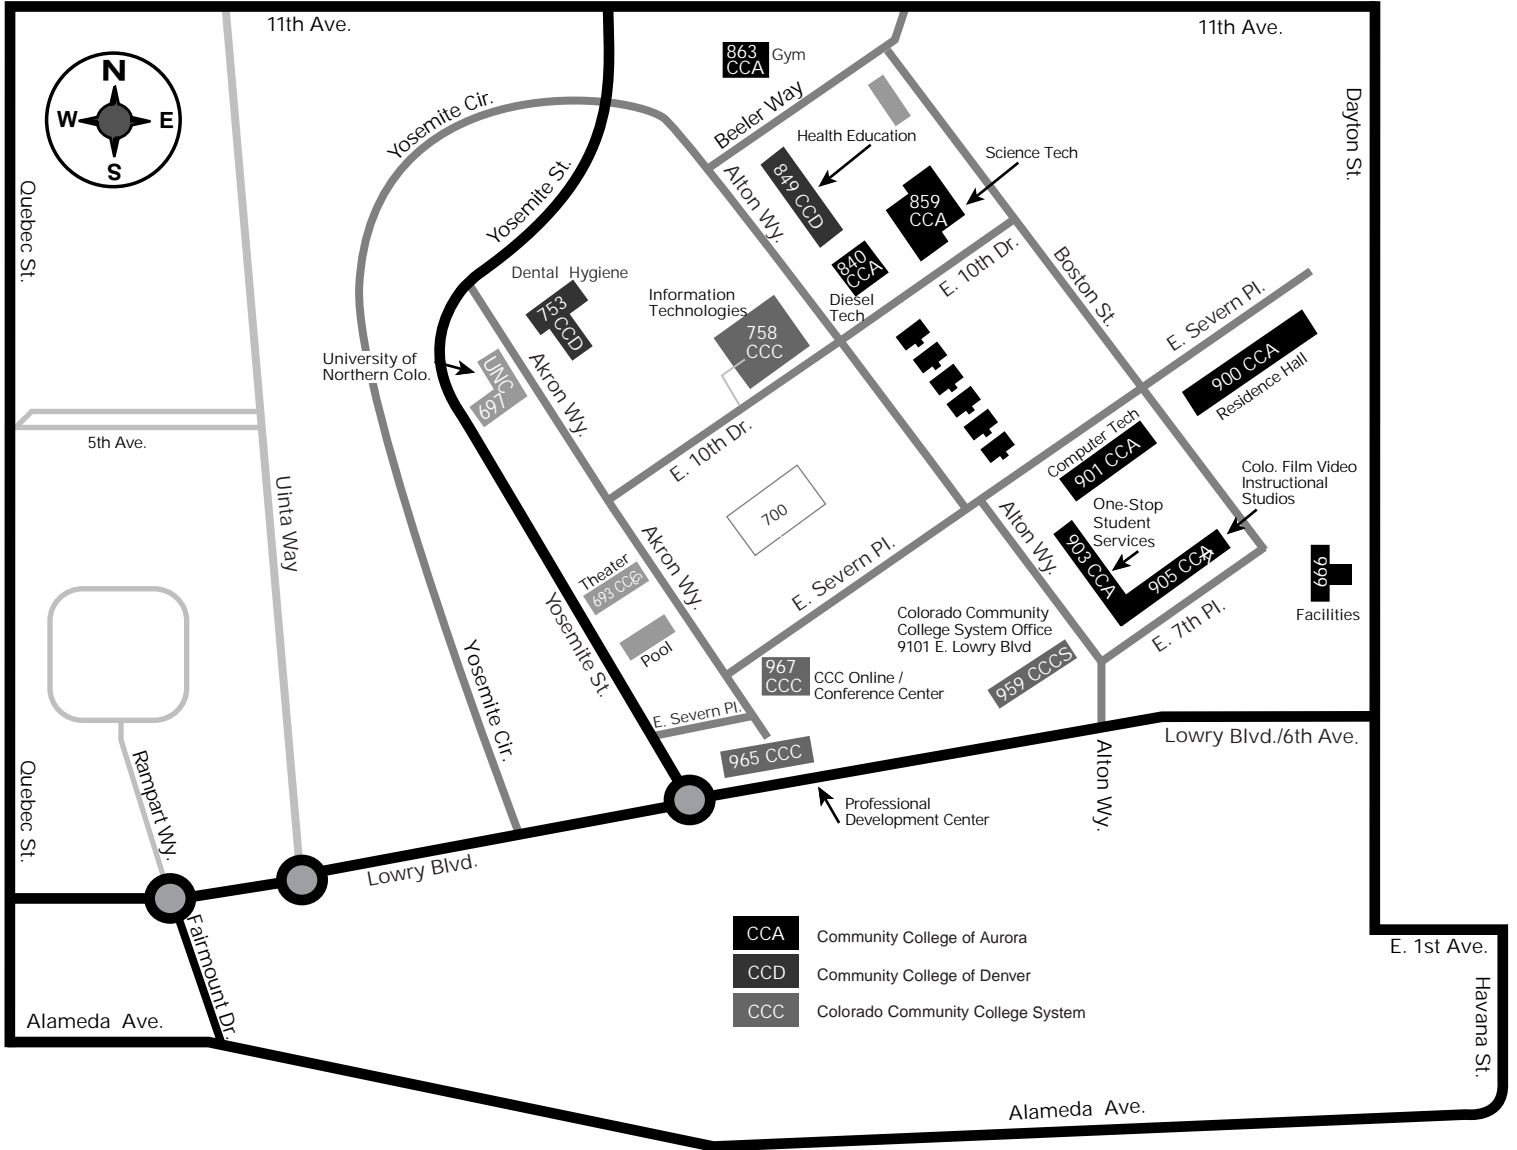 11th Ave.
11th Ave.
863
CCA
Gym
N
W
E
S
Yosemite Cir.
Beeler Way
Dayton St.
Health Education
Science Tech
Quebec St.
Yosemite St.
Alton Wy.
849 CCD
859
CCA
840
CCA
Diesel
Tech
E. 10th Dr.
Boston St.
Dental Hygiene
753
CCD
Information
Technologies
758
CCC
E. Severn Pl.
900 CCA
Residence Hall
University of
Northern Colo.
UNC
697
Akron Wy.
5th Ave.
E. 10th Dr.
Computer Tech
901 CCA
Colo. Film Video
Instructional
Studios
Uinta Way
700
Alton Wy.
One-Stop
Student
Services
903 CCA
905 CCA
999
Facilities
Theater
693 CCC
Akron Wy.
E. Severn Pl.
Yosemite St.
Pool
Colorado Community
College System Office
9101 E. Lowry Blvd
E. 7th Pl.
Yosemite Cir.
967
CCC
CCC Online /
Conference Center
959 CCCS
E. Severn Pl.
965 CCC
Lowry Blvd./6th Ave.
Quebec St.
Rampart Wy.
Alton Wy.
Professional
Development Center
Lowry Blvd.
Fairmount Dr.
CCA
Community College of Aurora
CCD
Community College of Denver
CCC
Colorado Community College System
E. 1st Ave.
Havana St.
Alameda Ave.
Alameda Ave.